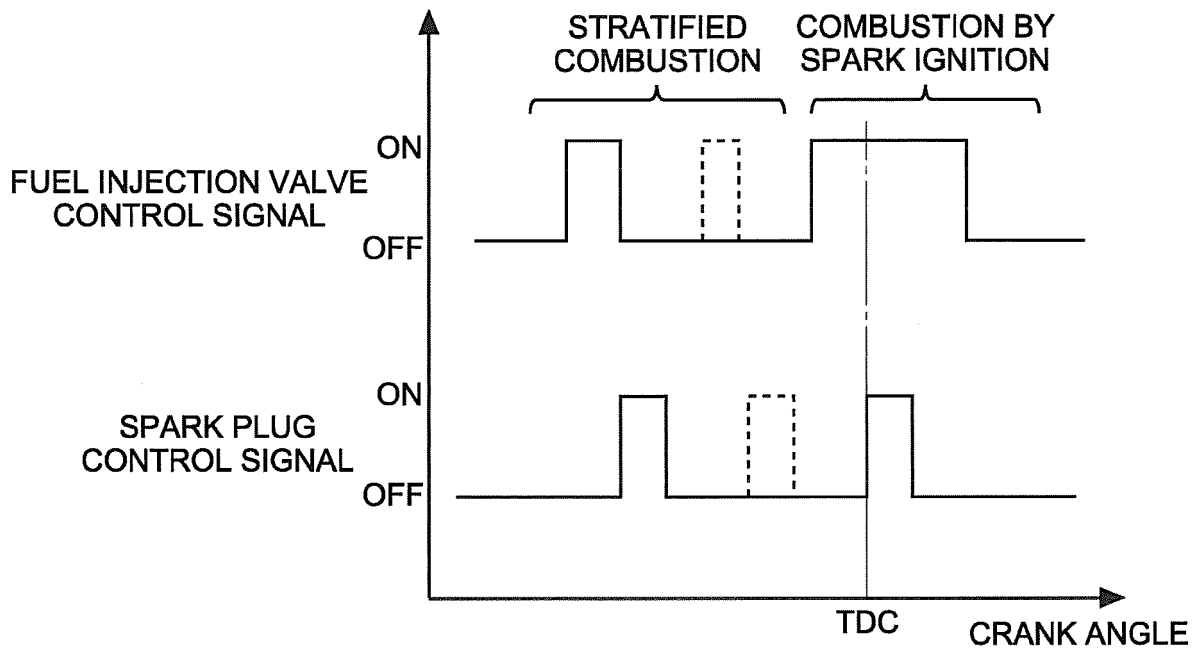 STRATIFIED
COMBUSTION
COMBUSTION BY
SPARK IGNITION
ON
FUEL INJECTION VALVE
CONTROL SIGNAL
OFF
ON
SPARK PLUG
CONTROL SIGNAL
OFF
TDC
CRANK ANGLE